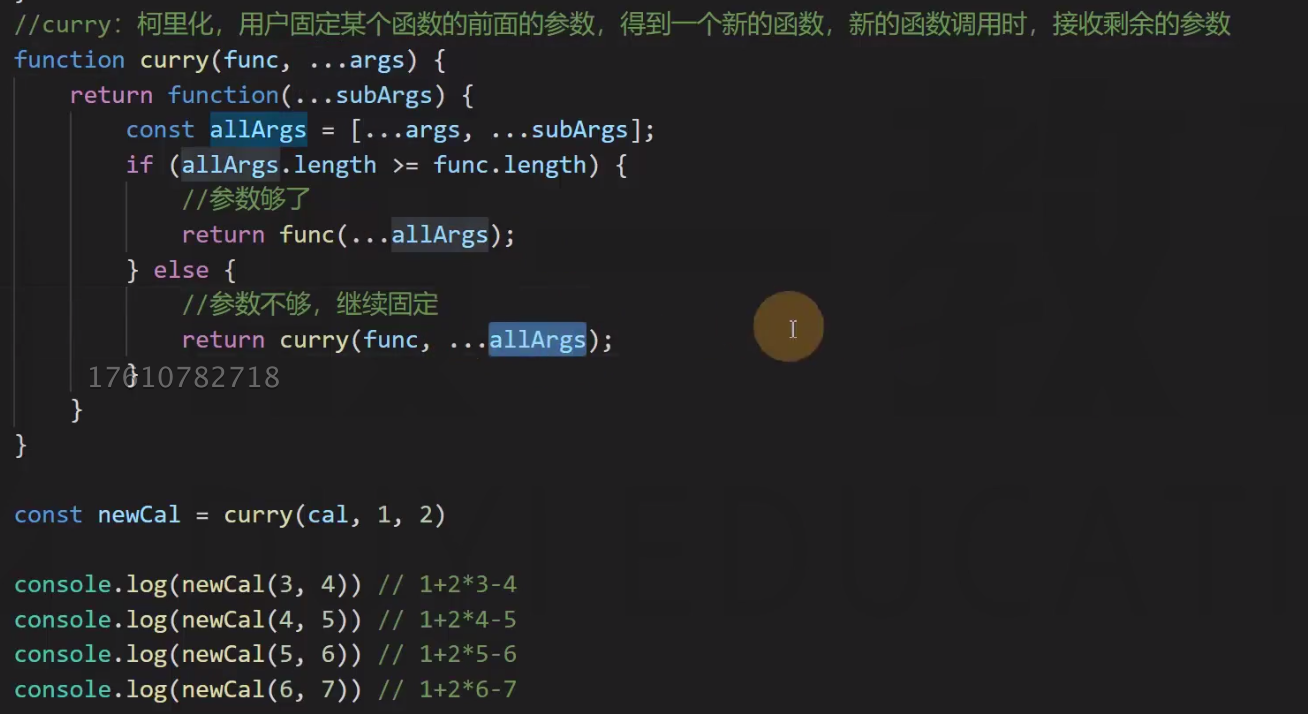 //curry：柯里化，用户固定某个函数的前面的参数，得到一个新的函数，新的函数调用时，接收剩余的参数
function curry(func, ...args) {
    return function(...subArgs) {
        const allArgs = [...args, ...subArgs];
        if (allArgs.length >= func.length) {
            //参数够了
            return func(...allArgs);
        } else {
            //参数不够，继续固定
            return curry(func, ...allArgs);
        }
17610782718
    }
}
const newCal = curry(cal, 1, 2)
console.log(newCal(3, 4)) // 1+2*3-4
console.log(newCal(4, 5)) // 1+2*4-5
console.log(newCal(5, 6)) // 1+2*5-6
console.log(newCal(6, 7)) // 1+2*6-7